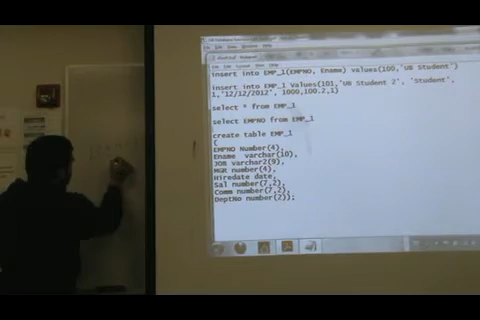 insert into EMP_1(EMPNO, Ename) values(100,'UB Student')
insert into EMP_1 Values(101,'UB Student 2', 'Student',
1,'12/12/2012', 1000,100.2,1)
select * from EMP_1
select EMPNO from EMP_1
create table EMP_1
(
EMPNO Number(4),
Ename varchar(10),
JOB varchar2(9),
MGR number(4),
Hiredate date,
Sal number(7,2),
Comm number(7,2),
DeptNo number(2));